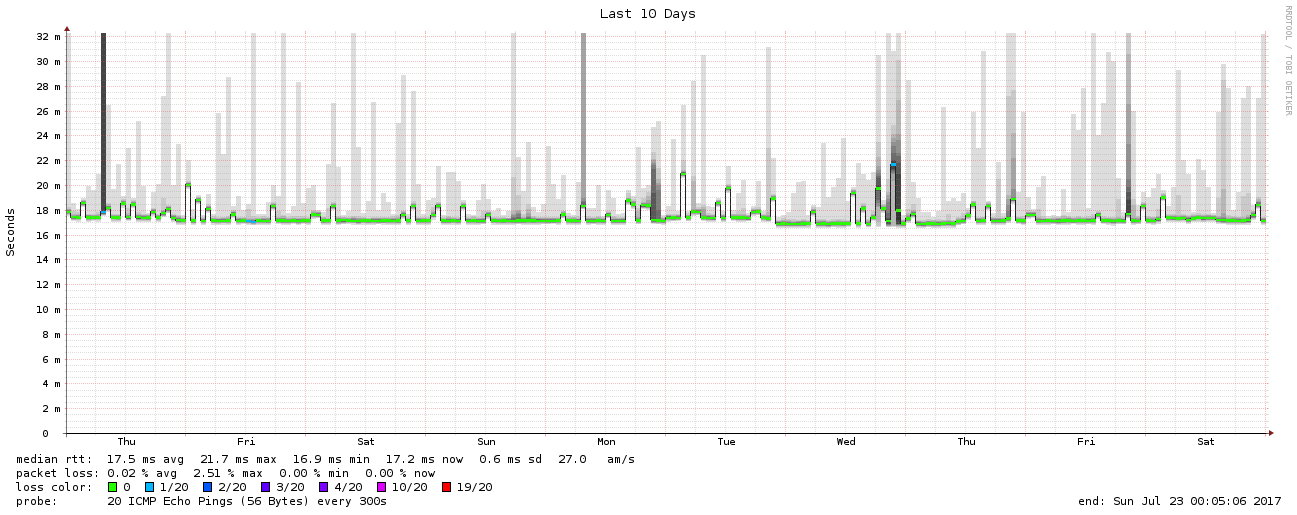 Last 10 Days
RRDTOOL / TOBI OETIKER
Seconds
32 m
30 m
28 m
26 m
24 m
22 m
20 m
18 m
16 m
14 m
12 m
10 m
8 m
6 m
4 m
2 m
0
Thu Fri Sat Sun Mon Tue Wed Thu Fri Sat
median rtt: 17.5 ms avg 21.7 ms max 16.9 ms min 17.2 ms now 0.6 ms sd 27.0 am/s
packet loss: 0.02 % avg 2.51 % max 0.00 % min 0.00 % now
loss color: 0 1/20 2/20 3/20 4/20 10/20 19/20
probe: 20 ICMP Echo Pings (56 Bytes) every 300s end: Sun Jul 23 00:05:06 2017